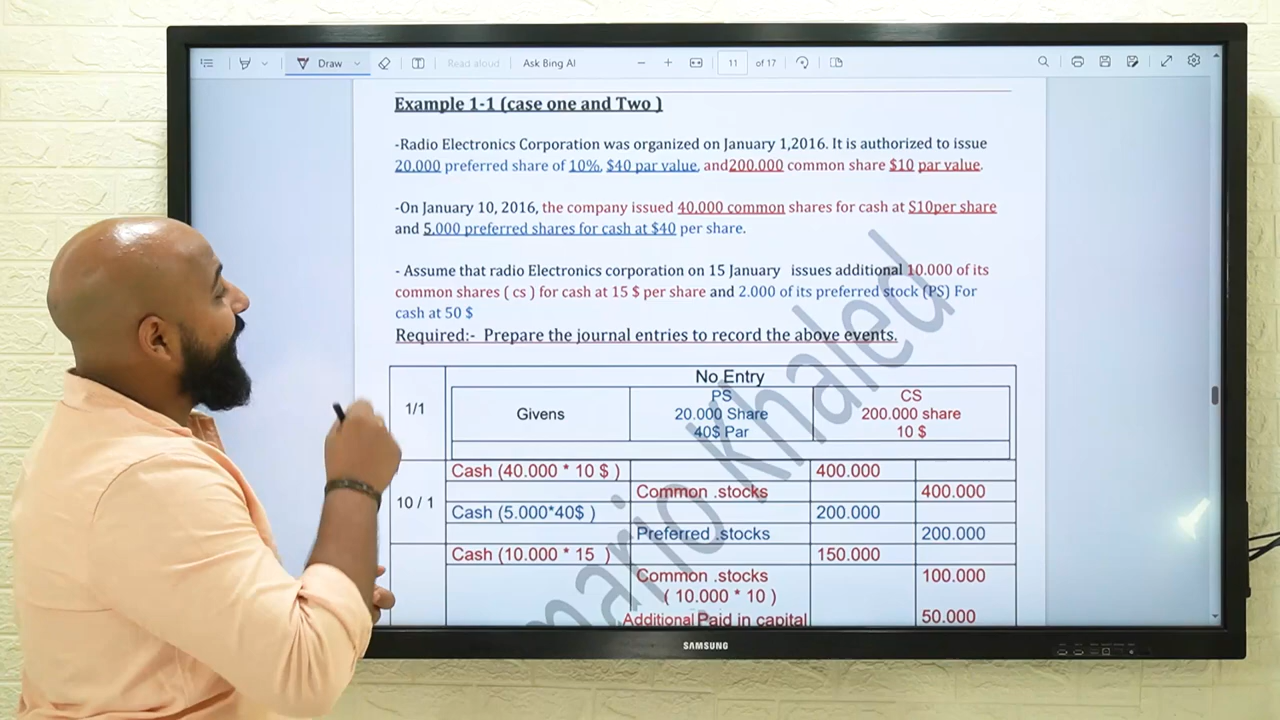 Draw
Read aloud
Ask Bing AI
11
of 17
Example 1-1 (case one and Two )
-Radio Electronics Corporation was organized on January 1,2016. It is authorized to issue
20.000 preferred share of 10%, $40 par value, and200.000 common share $10 par value.
-On January 10, 2016, the company issued 40.000 common shares for cash at $10per share
and 5.000 preferred shares for cash at $40 per share.
- Assume that radio Electronics corporation on 15 January issues additional 10.000 of its
common shares ( cs ) for cash at 15 $ per share and 2.000 of its preferred stock (PS) For
cash at 50 $
Required:- Prepare the journal entries to record the above events.
No Entry
1/1
Givens
PS
20.000 Share
40$ Par
CS
200.000 share
10 $
10 / 1
Cash (40.000 * 10 $ ) 400.000
Common .stocks 400.000
Cash (5.000*40$ ) 200.000
Preferred .stocks 200.000
Cash (10.000 * 15 ) 150.000
Common .stocks 100.000
( 10.000 * 10 )
Additional Paid in capital 50.000
mario Khaled
SAMSUNG